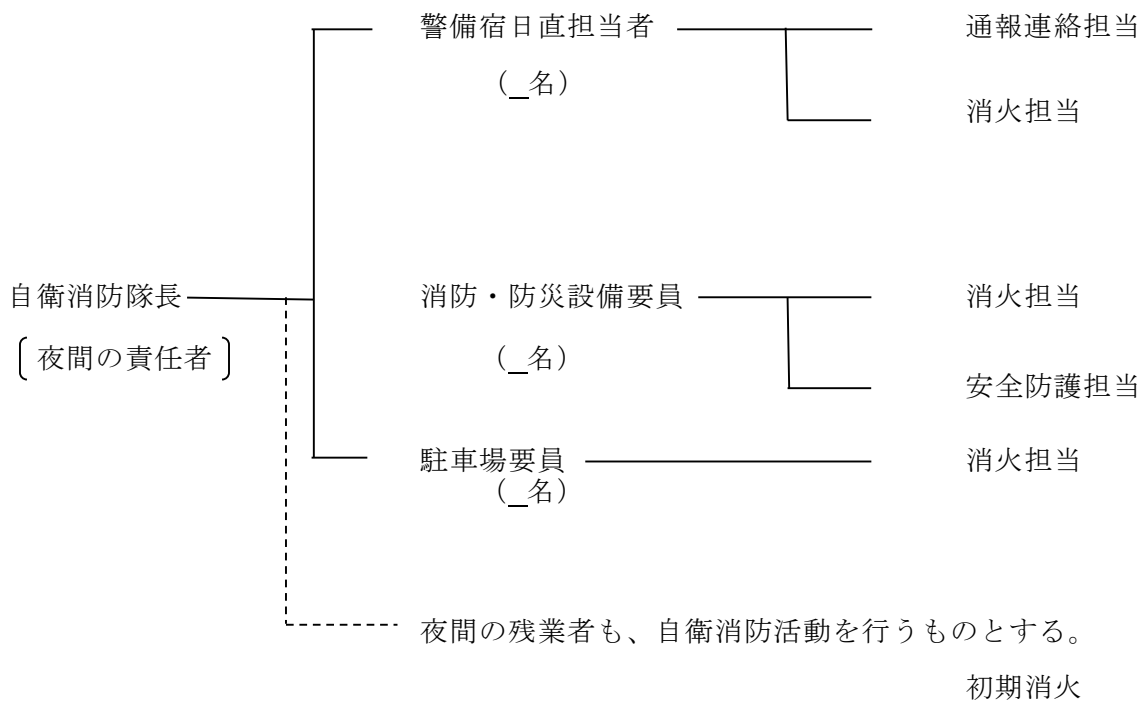 警備宿日直担当者 通報連絡担当
(_名)
消火担当
自衛消防隊長 消防・防災設備要員 消火担当
〔夜間の責任者〕 (_名)
安全防護担当
駐車場要員 消火担当
(_名)
夜間の残業者も、自衛消防活動を行うものとする。
初期消火